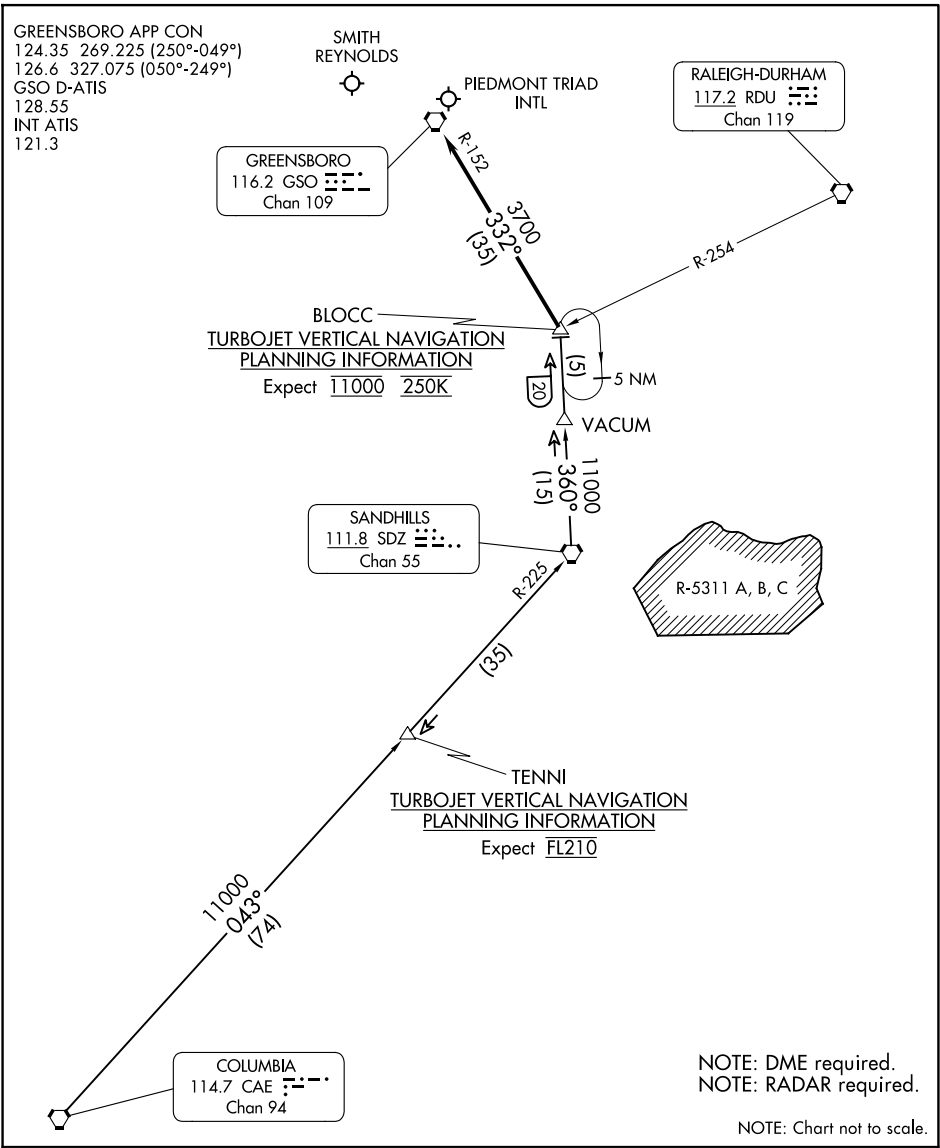 GREENSBORO APP CON
124.35 269.225 (250°-049°)
126.6 327.075 (050°-249°)
GSO D-ATIS
128.55
INT ATIS
121.3
SMITH
REYNOLDS
PIEDMONT TRIAD
INTL
RALEIGH-DURHAM
117.2 RDU
Chan 119
GREENSBORO
116.2 GSO
Chan 109
R-152
3700
332°
(35)
R-254
BLOCC
TURBOJET VERTICAL NAVIGATION
PLANNING INFORMATION
Expect 11000 250K
(5)
20
5 NM
VACUM
11000
360°
(15)
SANDHILLS
111.8 SDZ
Chan 55
R-225
R-5311 A, B, C
(35)
TENNI
TURBOJET VERTICAL NAVIGATION
PLANNING INFORMATION
Expect FL210
11000
043°
(74)
COLUMBIA
114.7 CAE
Chan 94
NOTE: DME required.
NOTE: RADAR required.
NOTE: Chart not to scale.